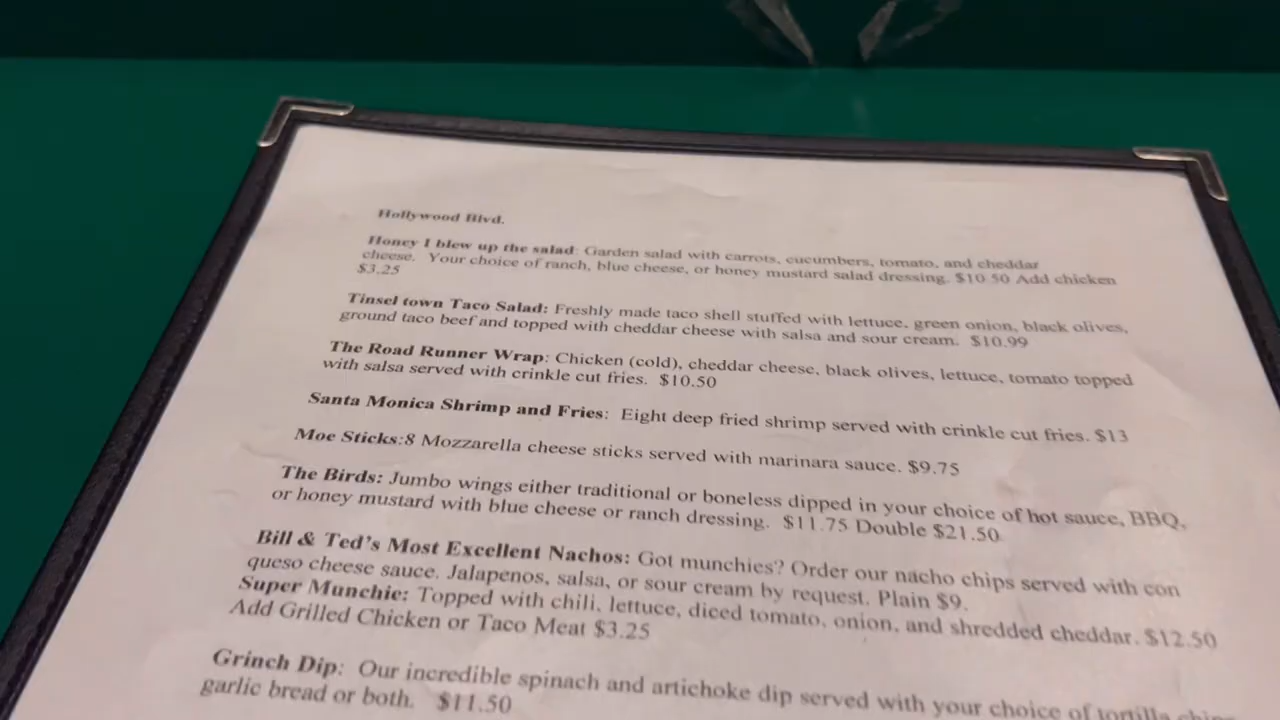 Hollywood Blvd.
Honey I blew up the salad: Garden salad with carrots, cucumbers, tomato, and cheddar
cheese. Your choice of ranch, blue cheese, or honey mustard salad dressing. $10.50 Add chicken
$3.25
Tinsel town Taco Salad: Freshly made taco shell stuffed with lettuce, green onion, black olives,
ground taco beef and topped with cheddar cheese with salsa and sour cream. $10.99
The Road Runner Wrap: Chicken (cold), cheddar cheese, black olives, lettuce, tomato topped
with salsa served with crinkle cut fries. $10.50
Santa Monica Shrimp and Fries: Eight deep fried shrimp served with crinkle cut fries. $13
Moe Sticks:8 Mozzarella cheese sticks served with marinara sauce. $9.75
The Birds: Jumbo wings either traditional or boneless dipped in your choice of hot sauce, BBQ,
or honey mustard with blue cheese or ranch dressing. $11.75 Double $21.50
Bill & Ted's Most Excellent Nachos: Got munchies? Order our nacho chips served with con
queso cheese sauce. Jalapenos, salsa, or sour cream by request. Plain $9.
Super Munchie: Topped with chili, lettuce, diced tomato, onion, and shredded cheddar. $12.50
Add Grilled Chicken or Taco Meat $3.25
Grinch Dip: Our incredible spinach and artichoke dip served with your choice of tortilla chips
garlic bread or both. $11.50